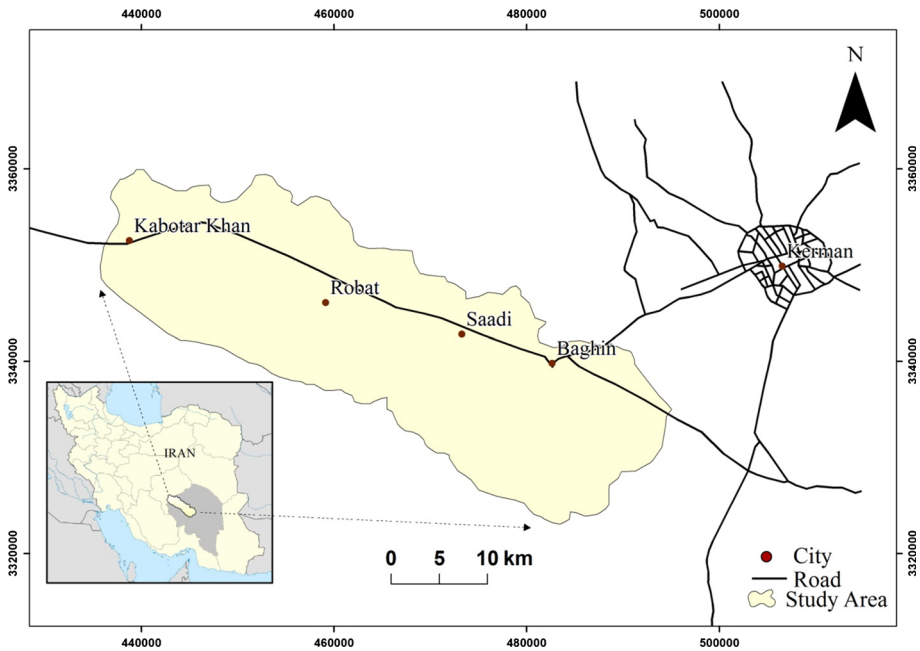 440000 460000 480000 500000
N
3360000 3360000
Kabotar Khan
Kerman
Robat
Saadi
Baghin
3340000 3340000
IRAN
3320000 3320000
0 5 10 km
City
Road
Study Area
440000 460000 480000 500000